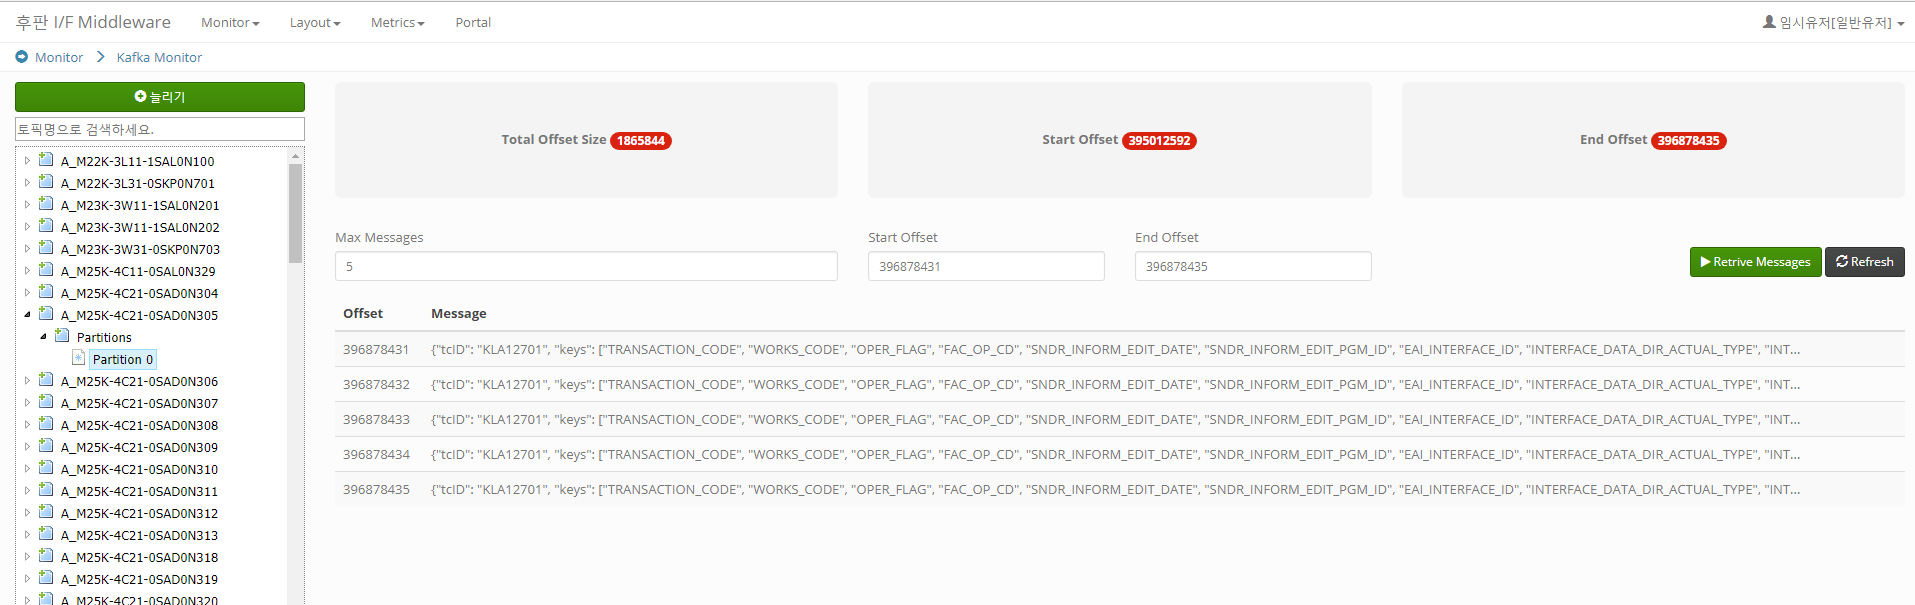 후판 I/F Middleware Monitor Layout Metrics Portal 임시유저[일반유저]
Monitor Kafka Monitor
늘리기
토픽명으로 검색하세요.
A_M22K-3L11-1SAL0N100
A_M22K-3L31-0SKP0N701
A_M23K-3W11-1SAL0N201
A_M23K-3W11-1SAL0N202
A_M23K-3W31-0SKP0N703
A_M25K-4C11-0SAL0N329
A_M25K-4C21-0SAD0N304
A_M25K-4C21-0SAD0N305
Partitions
Partition 0
A_M25K-4C21-0SAD0N306
A_M25K-4C21-0SAD0N307
A_M25K-4C21-0SAD0N308
A_M25K-4C21-0SAD0N309
A_M25K-4C21-0SAD0N310
A_M25K-4C21-0SAD0N311
A_M25K-4C21-0SAD0N312
A_M25K-4C21-0SAD0N313
A_M25K-4C21-0SAD0N318
A_M25K-4C21-0SAD0N319
A_M25K-4C21-0SAD0N320
Total Offset Size 1865844
Start Offset 395012592
End Offset 396878435
Max Messages Start Offset End Offset
5 396878431 396878435 Retrive Messages Refresh
Offset Message
396878431 {"tcID": "KLA12701", "keys": ["TRANSACTION_CODE", "WORKS_CODE", "OPER_FLAG", "FAC_OP_CD", "SNDR_INFORM_EDIT_DATE", "SNDR_INFORM_EDIT_PGM_ID", "EAI_INTERFACE_ID", "INTERFACE_DATA_DIR_ACTUAL_TYPE", "INT...
396878432 {"tcID": "KLA12701", "keys": ["TRANSACTION_CODE", "WORKS_CODE", "OPER_FLAG", "FAC_OP_CD", "SNDR_INFORM_EDIT_DATE", "SNDR_INFORM_EDIT_PGM_ID", "EAI_INTERFACE_ID", "INTERFACE_DATA_DIR_ACTUAL_TYPE", "INT...
396878433 {"tcID": "KLA12701", "keys": ["TRANSACTION_CODE", "WORKS_CODE", "OPER_FLAG", "FAC_OP_CD", "SNDR_INFORM_EDIT_DATE", "SNDR_INFORM_EDIT_PGM_ID", "EAI_INTERFACE_ID", "INTERFACE_DATA_DIR_ACTUAL_TYPE", "INT...
396878434 {"tcID": "KLA12701", "keys": ["TRANSACTION_CODE", "WORKS_CODE", "OPER_FLAG", "FAC_OP_CD", "SNDR_INFORM_EDIT_DATE", "SNDR_INFORM_EDIT_PGM_ID", "EAI_INTERFACE_ID", "INTERFACE_DATA_DIR_ACTUAL_TYPE", "INT...
396878435 {"tcID": "KLA12701", "keys": ["TRANSACTION_CODE", "WORKS_CODE", "OPER_FLAG", "FAC_OP_CD", "SNDR_INFORM_EDIT_DATE", "SNDR_INFORM_EDIT_PGM_ID", "EAI_INTERFACE_ID", "INTERFACE_DATA_DIR_ACTUAL_TYPE", "INT...